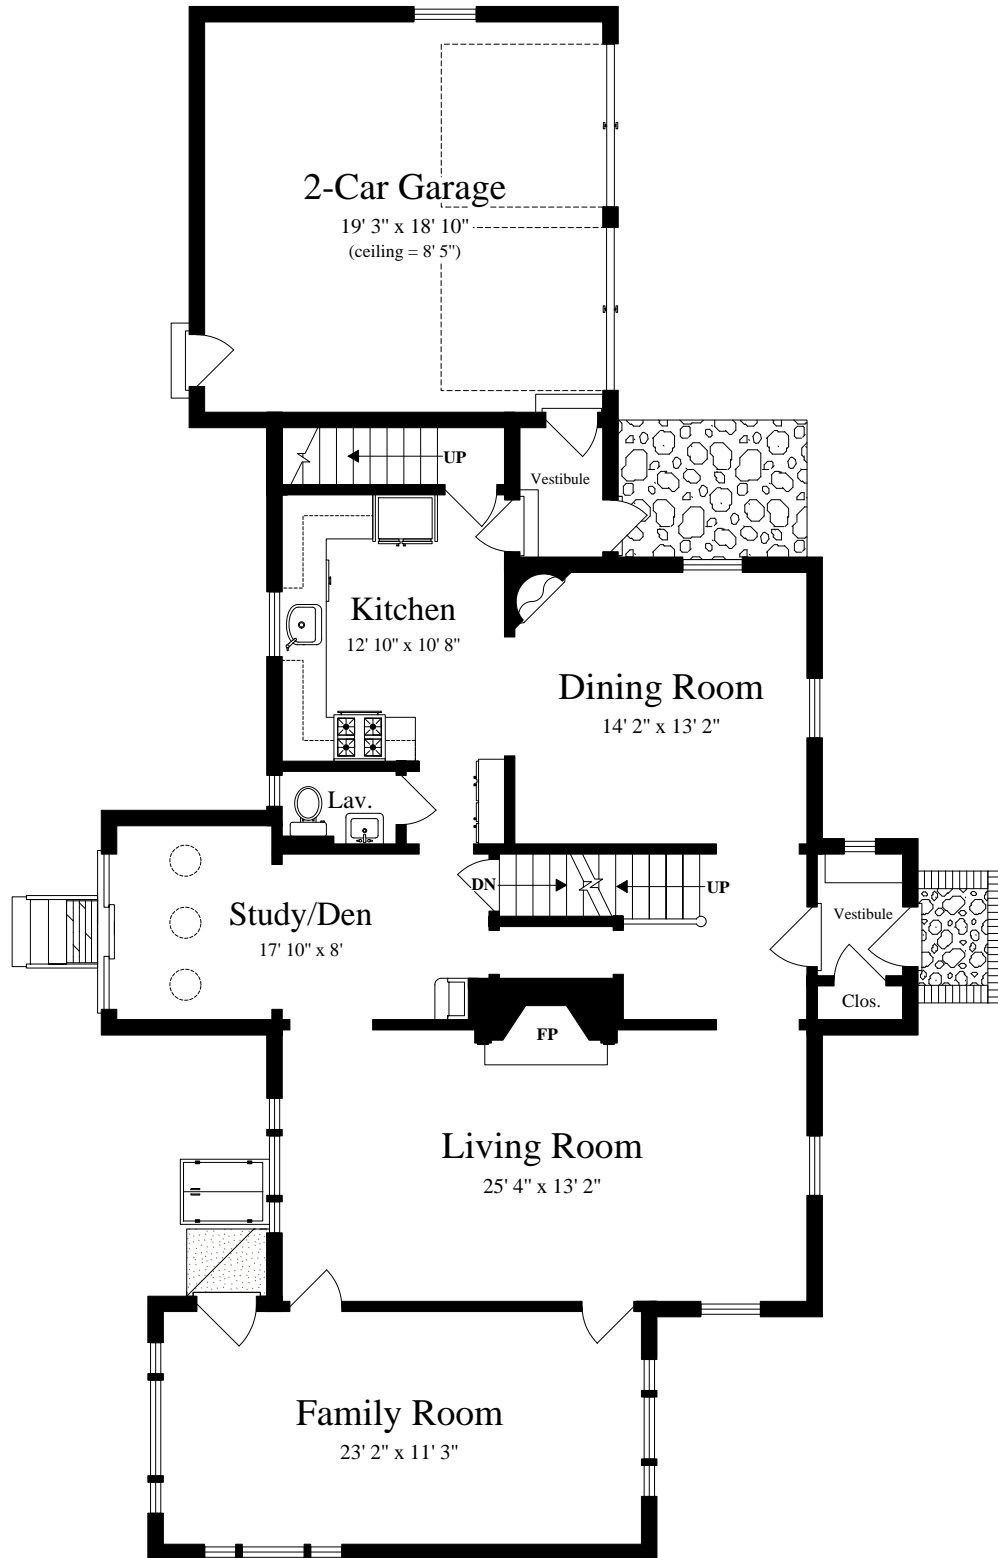 2-Car Garage
19' 3" x 18' 10"
(ceiling = 8' 5")
UP
Vestibule
Kitchen
12' 10" x 10' 8"
Dining Room
14' 2" x 13' 2"
Lav.
DN
UP
Study/Den
17' 10" x 8'
Vestibule
Clos.
FP
Living Room
25' 4" x 13' 2"
Family Room
23' 2" x 11' 3"